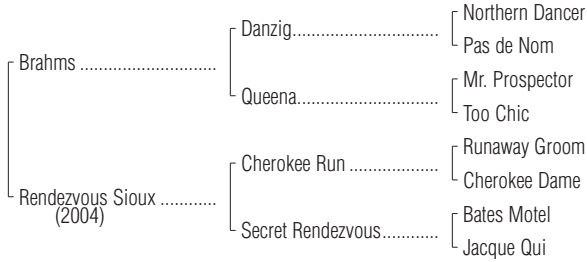 Northern Dancer
Danzig....................................
Pas de Nom
Brahms .................................
Mr. Prospector
Queena..................................
Too Chic
Runaway Groom
Cherokee Run ......................
Cherokee Dame
Rendezvous Sioux .............
(2004)
Bates Motel
Secret Rendezvous.............
Jacque Qui